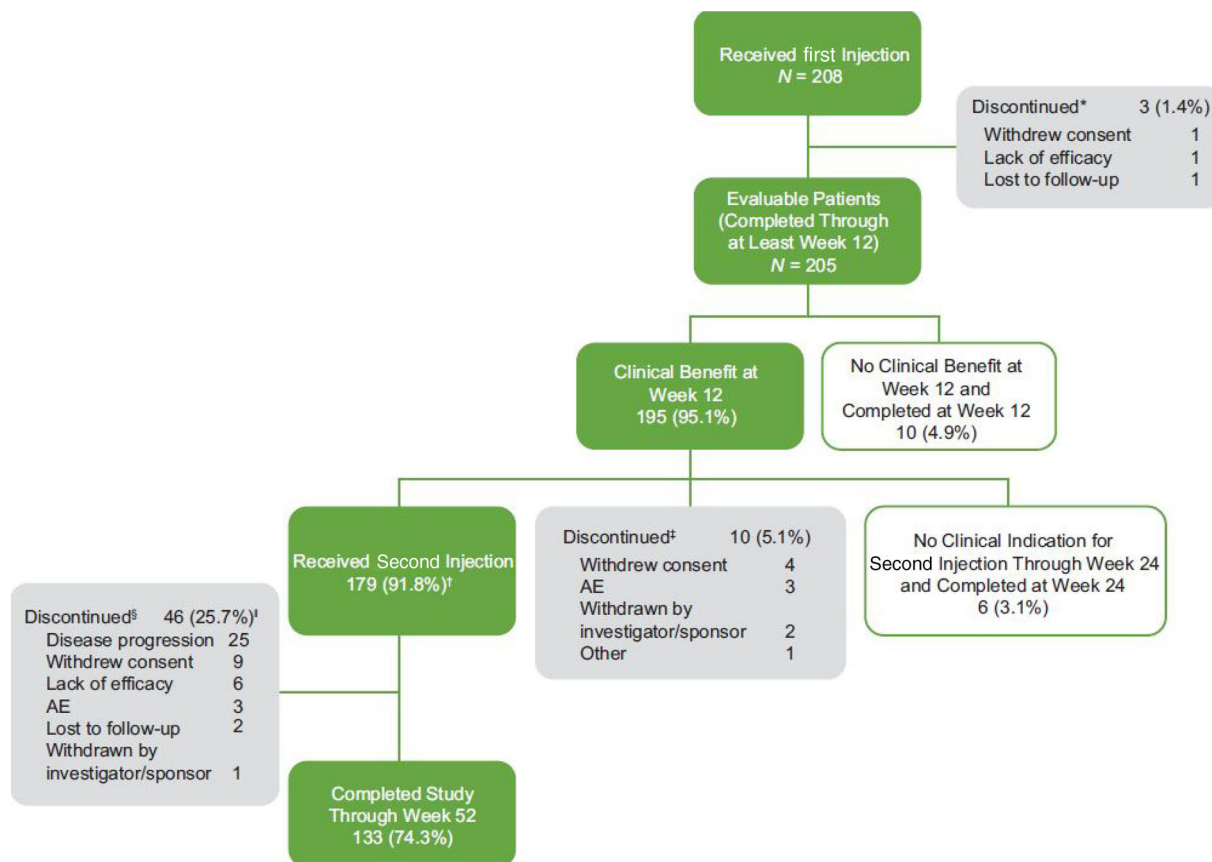 Received first Injection
N = 208
Discontinued* 3 (1.4%)
Withdrew consent 1
Lack of efficacy 1
Lost to follow-up 1
Evaluable Patients
(Completed Through
at Least Week 12)
N = 205
Clinical Benefit at
Week 12
195 (95.1%)
No Clinical Benefit at
Week 12 and
Completed at Week 12
10 (4.9%)
Received Second Injection
179 (91.8%)†
Discontinued‡ 10 (5.1%)
Withdrew consent 4
AE 3
Withdrawn by
investigator/sponsor 2
Other 1
No Clinical Indication for
Second Injection Through Week 24
and Completed at Week 24
6 (3.1%)
Discontinued§ 46 (25.7%)‖
Disease progression 25
Withdrew consent 9
Lack of efficacy 6
AE 3
Lost to follow-up 2
Withdrawn by
investigator/sponsor 1
Completed Study
Through Week 52
133 (74.3%)